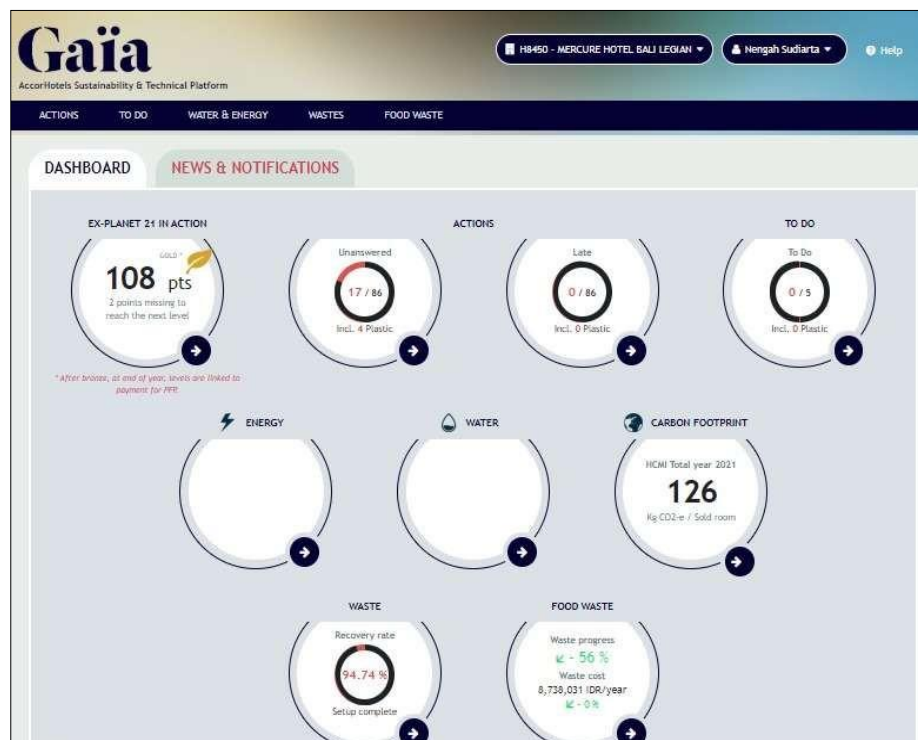 Gaïa
AccorHotels Sustainability & Technical Platform
H8450 - MERCURE HOTEL BALI LEGIAN
Nengah Sudiarta
Help
ACTIONS TO DO WATER & ENERGY WASTES FOOD WASTE
DASHBOARD NEWS & NOTIFICATIONS
EX-PLANET 21 IN ACTION
GOLD *
108 pts
2 points missing to
reach the next level
* After bronze, at end of year, levels are linked to
payment for PFP.
ACTIONS
Unanswered
17 / 86
Incl. 4 Plastic
Late
0 / 86
Incl. 0 Plastic
TO DO
To Do
0 / 5
Incl. 0 Plastic
ENERGY
WATER
CARBON FOOTPRINT
HCMI Total year 2021
126
Kg CO2-e / Sold room
WASTE
Recovery rate
94.74 %
Setup complete
FOOD WASTE
Waste progress
- 56 %
Waste cost
8,738,031 IDR/year
- 0 %